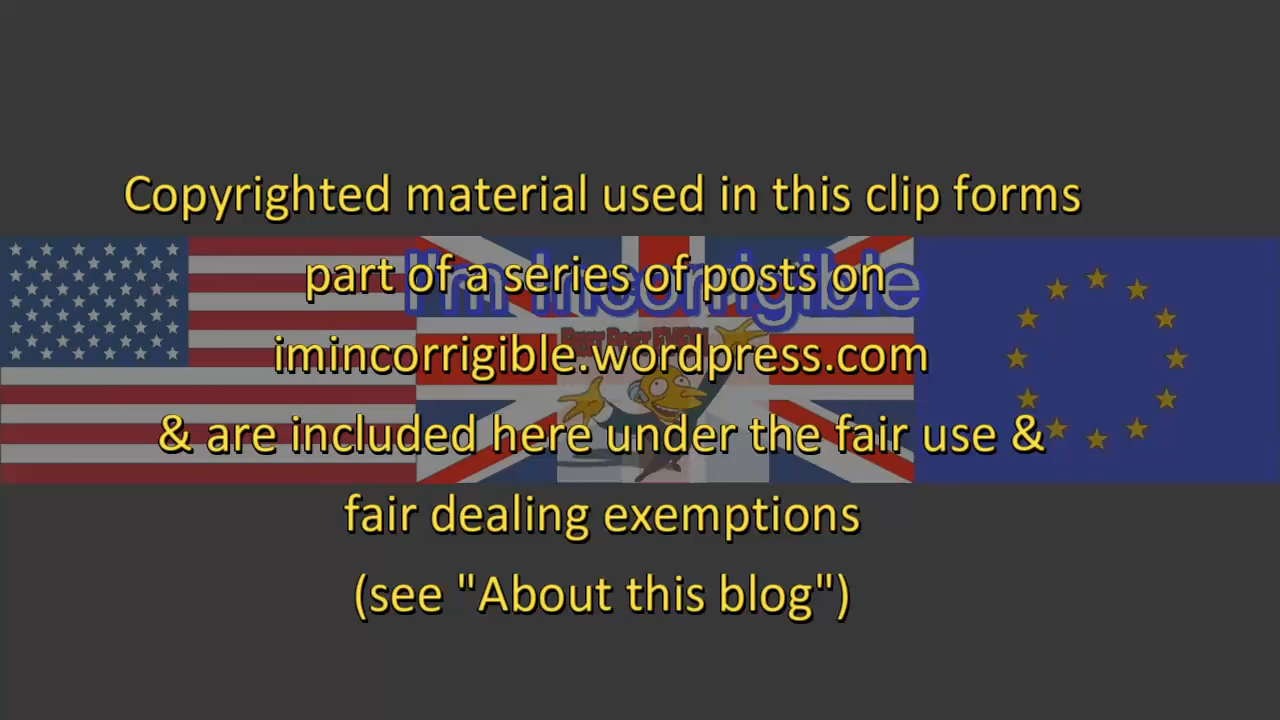 Copyrighted material used in this clip forms
part of a series of posts on
I'm Incorrigible
imincorrigible.wordpress.com
& are included here under the fair use &
fair dealing exemptions
(see "About this blog")